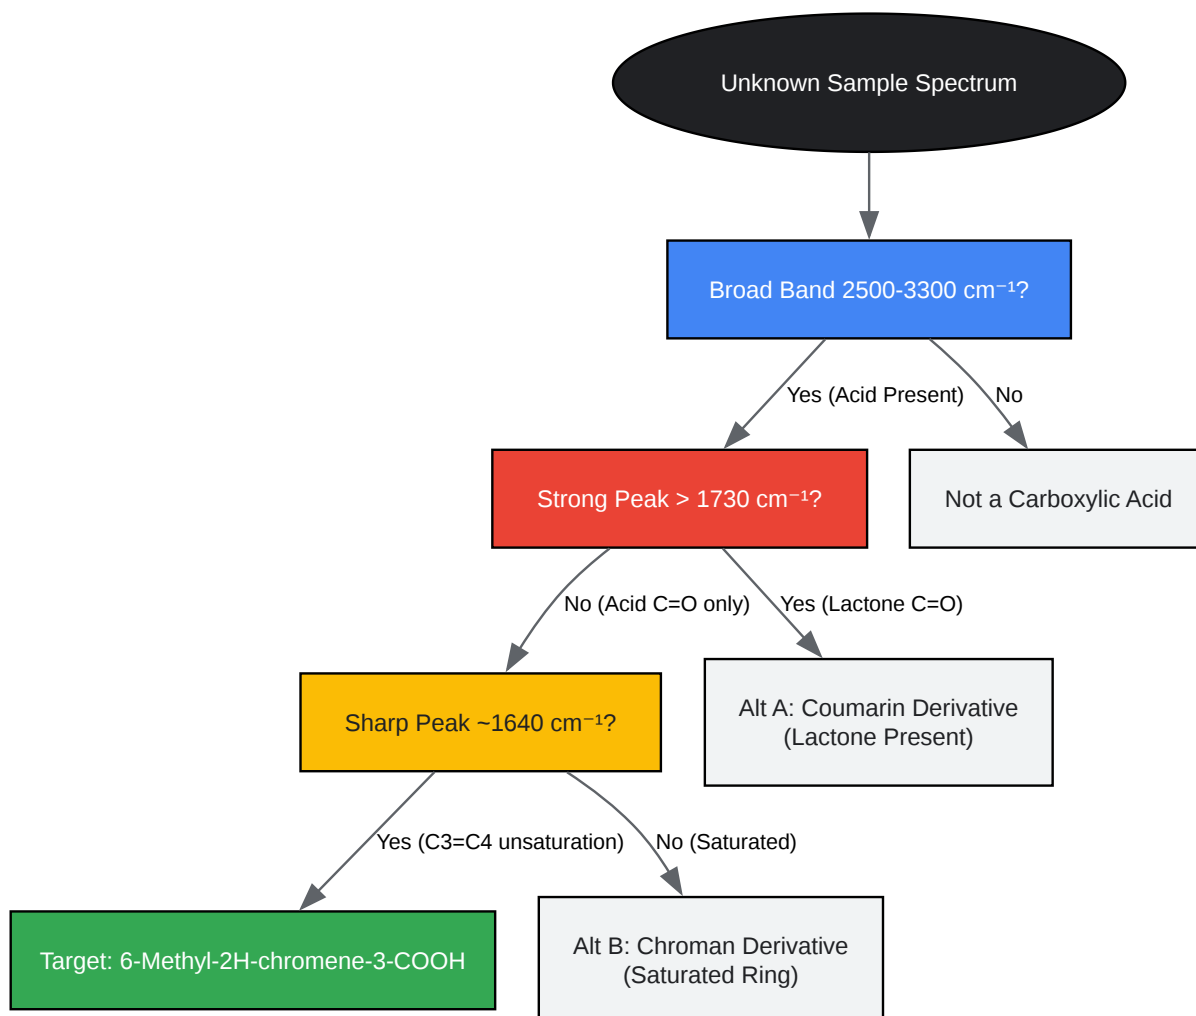 Unknown Sample Spectrum
Broad Band 2500-3300 cm⁻¹?
Yes (Acid Present)
No
Strong Peak > 1730 cm⁻¹?
Not a Carboxylic Acid
No (Acid C=O only)
Yes (Lactone C=O)
Sharp Peak ~1640 cm⁻¹?
Alt A: Coumarin Derivative
(Lactone Present)
Yes (C3=C4 unsaturation)
No (Saturated)
Target: 6-Methyl-2H-chromene-3-COOH
Alt B: Chroman Derivative
(Saturated Ring)